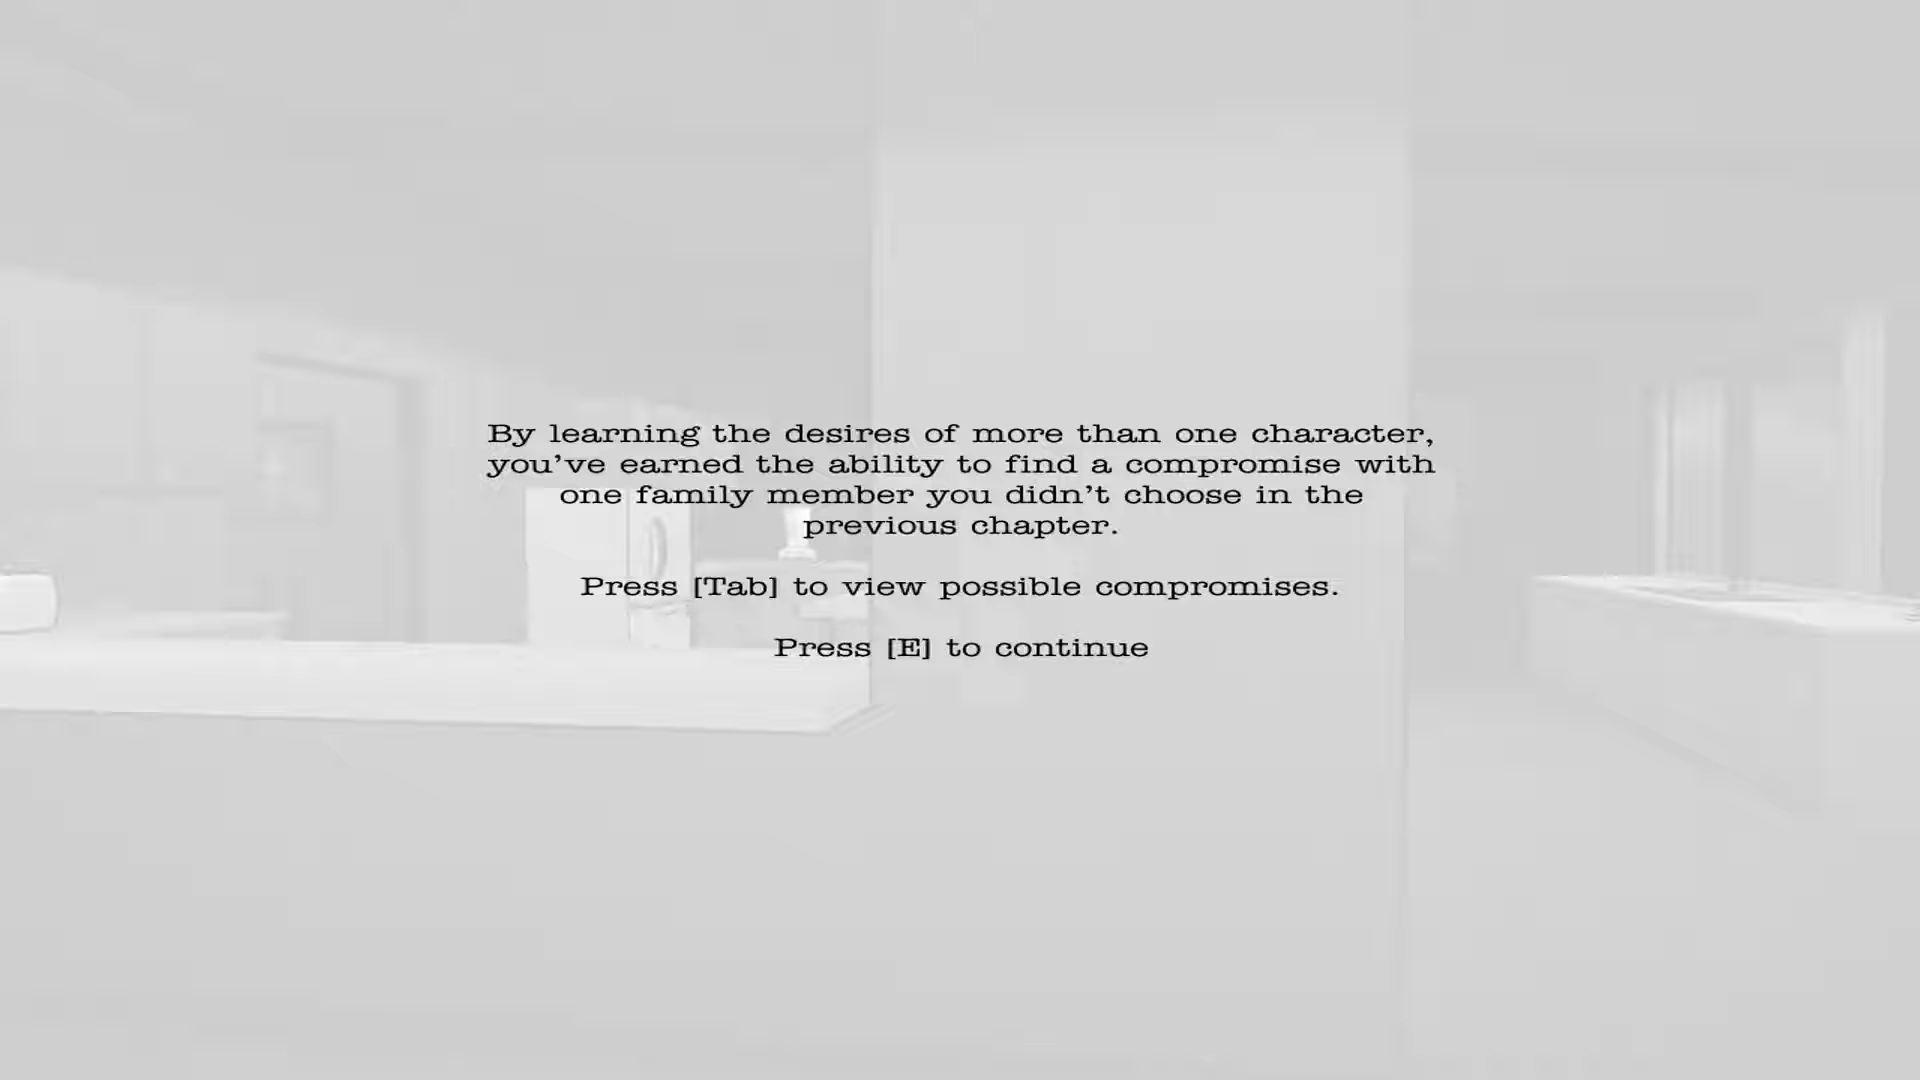 By learning the desires of more than one character,
you've earned the ability to find a compromise with
one family member you didn't choose in the
previous chapter.
Press [Tab] to view possible compromises.
Press [E] to continue